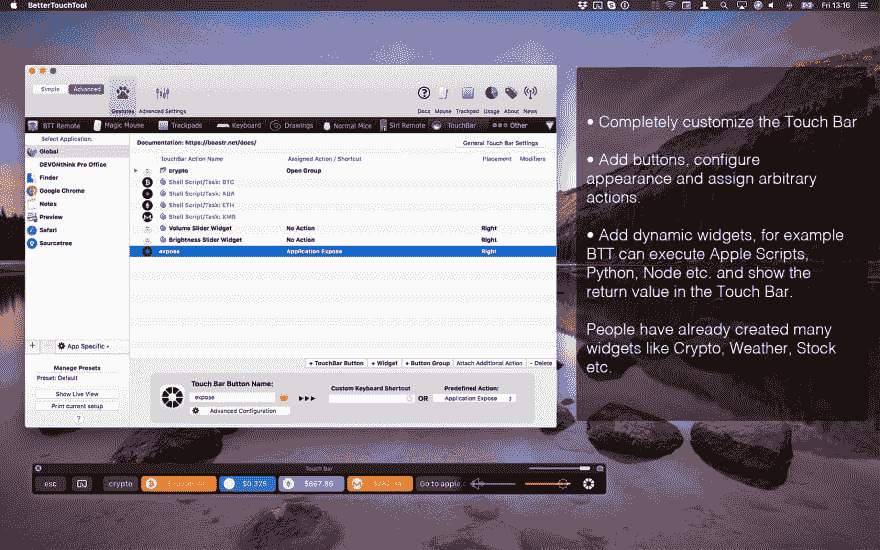 BetterTouchTool
Fri 13:16
Simple Advanced
Gestures Advanced Settings
Docs Mouse Trackpad Usage About News
BTT Remote Magic Mouse Trackpads Keyboard Drawings Normal Mice Siri Remote TouchBar Other
Select Application:
Global
DEVONthink Pro Office
Finder
Google Chrome
Notes
Preview
Safari
Sourcetree
Documentation: https://boastr.net/docs/
General Touch Bar Settings
TouchBar Action Name Assigned Action / Shortcut Placement Modifiers
crypto Open Group
Shell Script/Task: BTC
Shell Script/Task: ADA
Shell Script/Task: ETH
Shell Script/Task: XMR
Volume Slider Widget No Action Right
Brightness Slider Widget No Action Right
expose Application Expose Right
+ App Specific
+ TouchBar Button + Widget + Button Group Attach Additional Action - Delete
Manage Presets
Preset: Default
Show Live View
Print current setup
?
Touch Bar Button Name:
expose
Advanced Configuration
Custom Keyboard Shortcut
OR
Predefined Action:
Application Expose
• Completely customize the Touch Bar
• Add buttons, configure
appearance and assign arbitrary
actions.
• Add dynamic widgets, for example
BTT can execute Apple Scripts,
Python, Node etc. and show the
return value in the Touch Bar.
People have already created many
widgets like Crypto, Weather, Stock
etc.
Touch Bar
esc crypto $0.325 $667.86 Go to apple.c